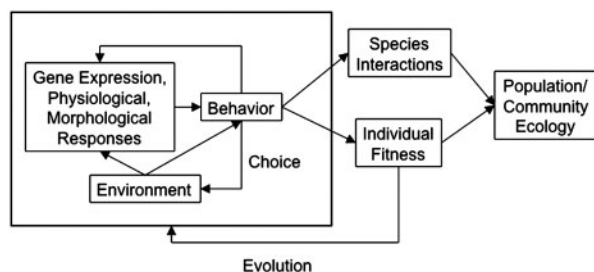 Gene Expression,
Physiological,
Morphological
Responses
Behavior
Environment
Choice
Species
Interactions
Individual
Fitness
Population/
Community
Ecology
Evolution